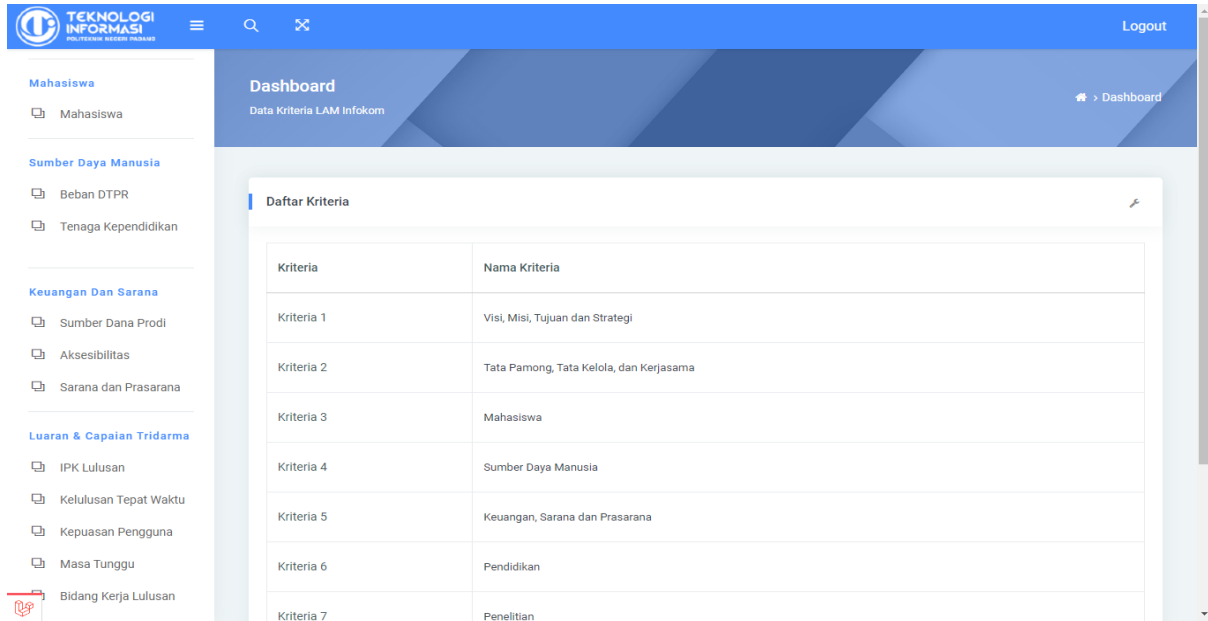 TEKNOLOGI
INFORMASI
POLITEKNIK NEGERI PADANG
Logout
Mahasiswa
Mahasiswa
Sumber Daya Manusia
Beban DTPR
Tenaga Kependidikan
Keuangan Dan Sarana
Sumber Dana Prodi
Aksesibilitas
Sarana dan Prasarana
Luaran & Capaian Tridarma
IPK Lulusan
Kelulusan Tepat Waktu
Kepuasan Pengguna
Masa Tunggu
Bidang Kerja Lulusan
Dashboard
Data Kriteria LAM Infokom
> Dashboard
Daftar Kriteria
Kriteria Nama Kriteria
Kriteria 1 Visi, Misi, Tujuan dan Strategi
Kriteria 2 Tata Pamong, Tata Kelola, dan Kerjasama
Kriteria 3 Mahasiswa
Kriteria 4 Sumber Daya Manusia
Kriteria 5 Keuangan, Sarana dan Prasarana
Kriteria 6 Pendidikan
Kriteria 7 Penelitian